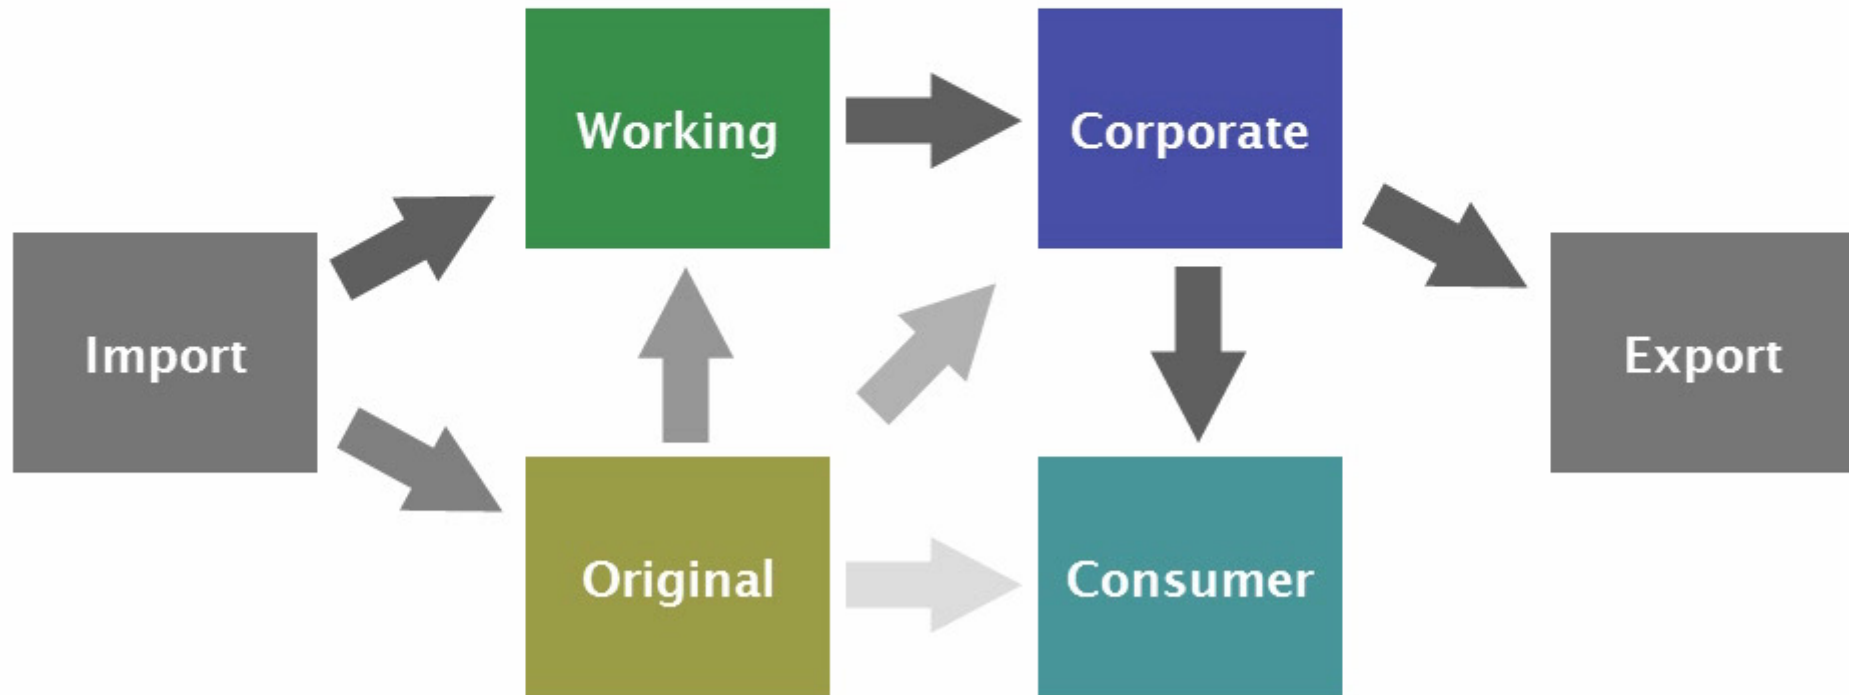 Working
Corporate
Import
Export
Original
Consumer